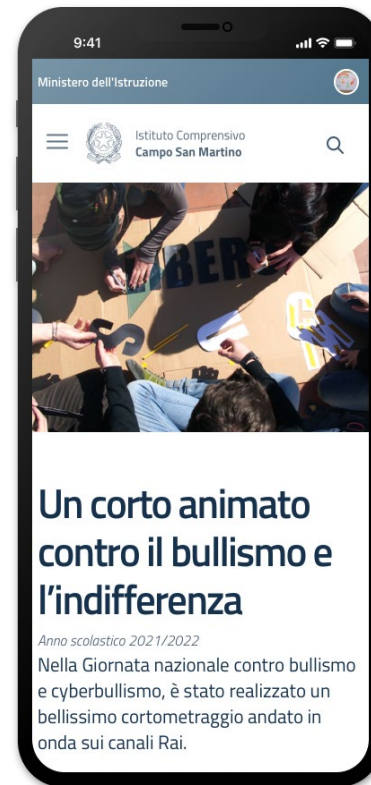 9:41
Ministero dell'Istruzione
Istituto Comprensivo
Campo San Martino
IBERO
S
Un corto animato
contro il bullismo e
l’indifferenza
Anno scolastico 2021/2022
Nella Giornata nazionale contro bullismo
e cyberbullismo, è stato realizzato un
bellissimo cortometraggio andato in
onda sui canali Rai.